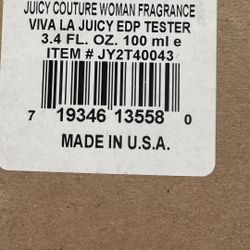 JUICY COUTURE WOMAN FRAGRANCE
VIVA LA JUICY EDP TESTER
3.4 FL. OZ. 100 ml e
ITEM # JY2T40043
7 19346 13558 0
MADE IN U.S.A.